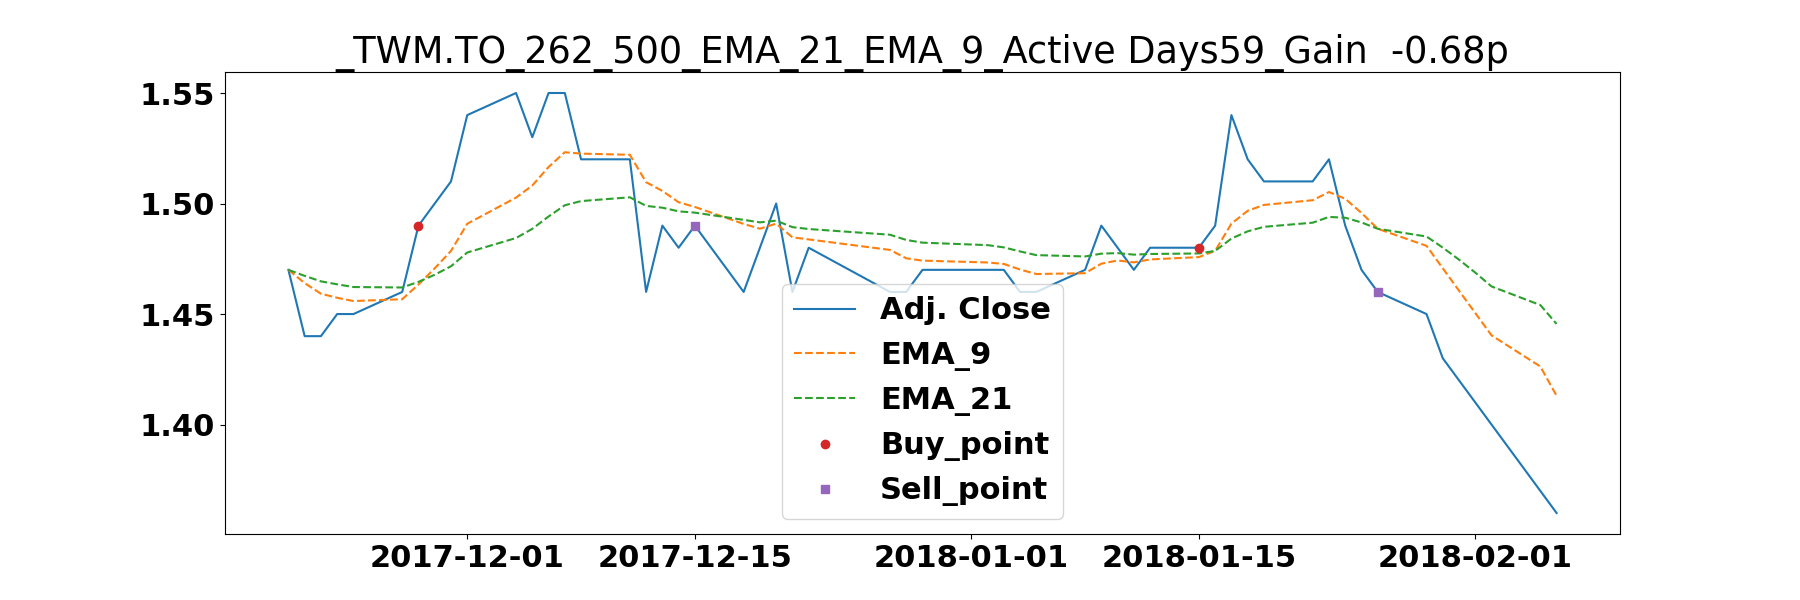 _TWM.TO_262_500_EMA_21_EMA_9_Active Days59_Gain  -0.68p
1.55
1.50
1.45
1.40
Adj. Close
EMA_9
EMA_21
Buy_point
Sell_point
2017-12-01 2017-12-15 2018-01-01 2018-01-15 2018-02-01